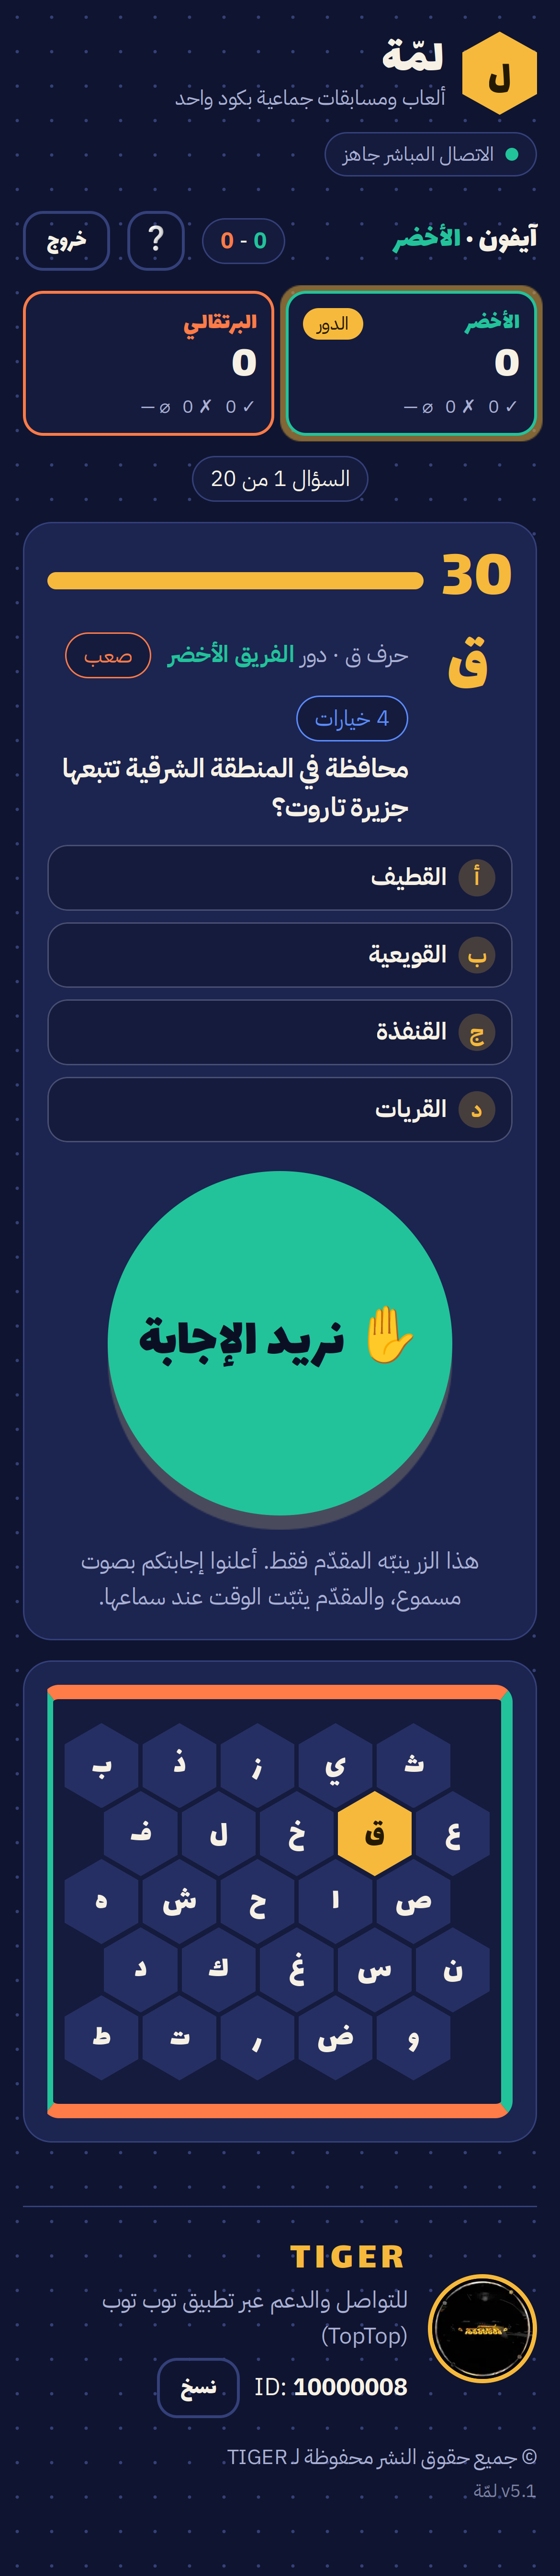 ل
لمّة
ألعاب ومسابقات جماعية بكود واحد
الاتصال المباشر جاهز
آيفون · الأخضر
0 - 0
?
خروج
الأخضر
الدور
0
✓ 0 ✗ 0 ⌀ —
البرتقالي
0
✓ 0 ✗ 0 ⌀ —
السؤال 1 من 20
30
ق
حرف ق · دور الفريق الأخضر
صعب
4 خيارات
محافظة في المنطقة الشرقية تتبعها
جزيرة تاروت؟
أ القطيف
ب القويعية
ج القنفذة
د القريات
✋ نريد الإجابة
هذا الزر ينبّه المقدّم فقط. أعلنوا إجابتكم بصوت
مسموع، والمقدّم يثبّت الوقت عند سماعها.
ث ي ز ذ ب
ع ق خ ل ف
ص ا ح ش ه
ن س غ ك د
و ض ر ت ط
TIGER
للتواصل والدعم عبر تطبيق توب توب
(TopTop)
ID: 10000008
نسخ
© جميع حقوق النشر محفوظة لـ TIGER
لمّة v5.1